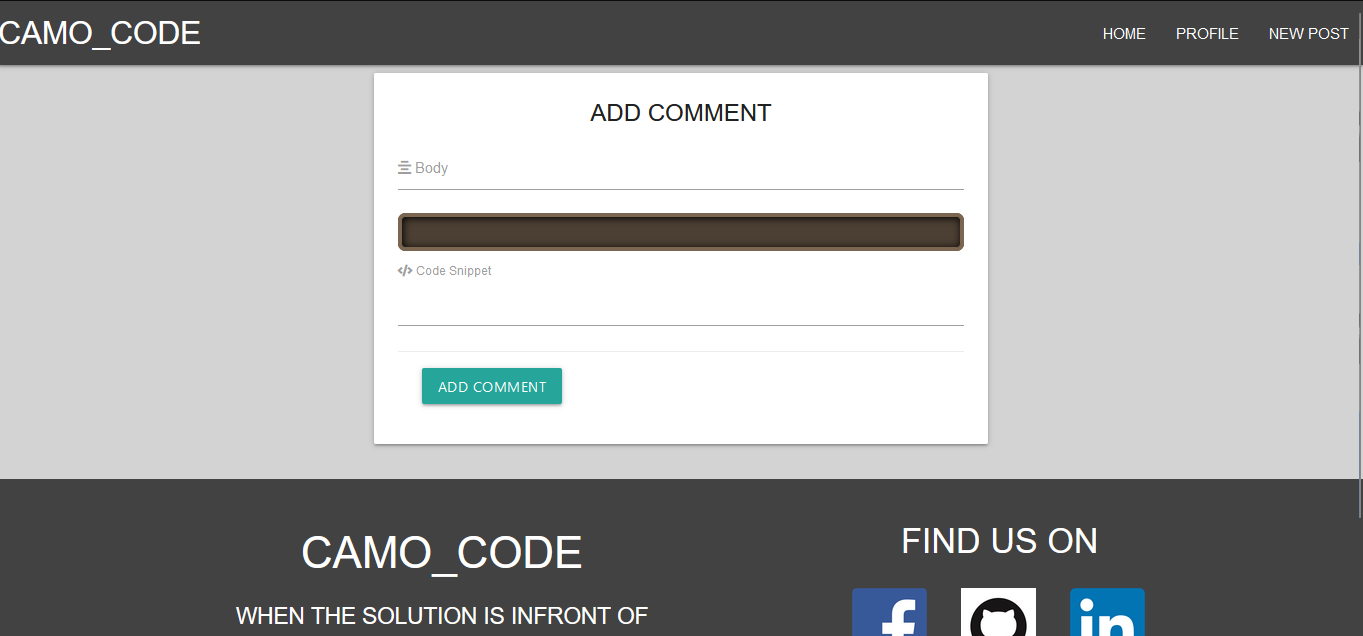 CAMO_CODE
HOME PROFILE NEW POST
ADD COMMENT
Body
Code Snippet
ADD COMMENT
CAMO_CODE
WHEN THE SOLUTION IS INFRONT OF
FIND US ON